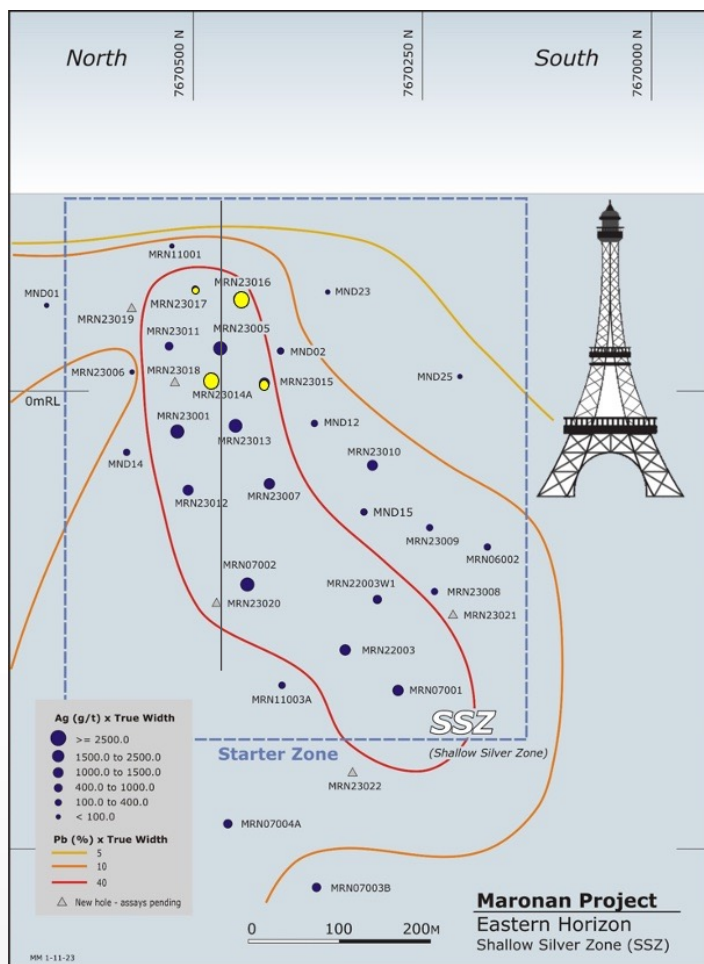 North
7670500 N
7670250 N
South
7670000 N
MRN11001
MRN23016
MND01
MRN23017
MND23
MRN23019
MRN23011
MRN23005
MND02
MRN23006
MRN23018
MRN23015
MND25
0mRL
MRN23014A
MRN23001
MRN23013
MND12
MND14
MRN23010
MRN23012
MRN23007
MND15
MRN23009
MRN06002
MRN07002
MRN22003W1
MRN23008
MRN23020
MRN23021
MRN22003
MRN11003A
MRN07001
SSZ
(Shallow Silver Zone)
Starter Zone
MRN23022
MRN07004A
MRN07003B
Ag (g/t) x True Width
>= 2500.0
1500.0 to 2500.0
1000.0 to 1500.0
400.0 to 1000.0
100.0 to 400.0
< 100.0
Pb (%) x True Width
5
10
40
New hole - assays pending
Maronan Project
Eastern Horizon
Shallow Silver Zone (SSZ)
0 100 200M
MM 1-11-23